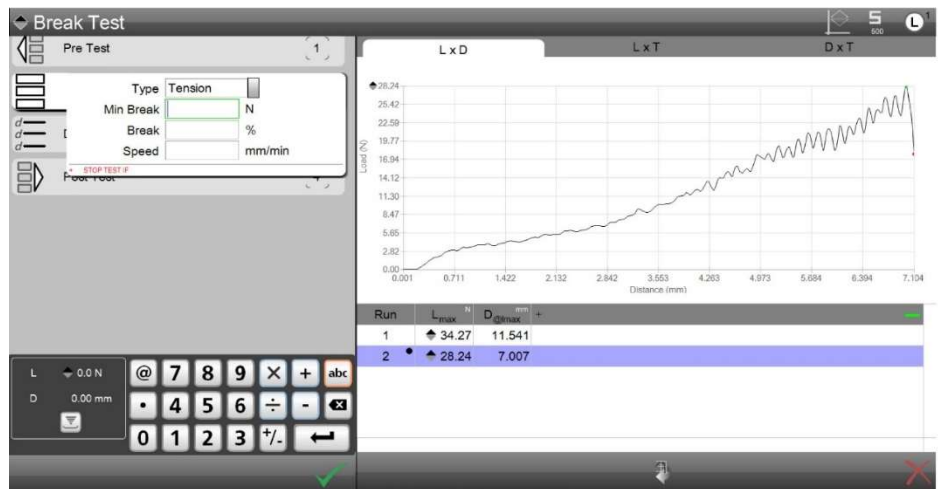 Break Test
S
500
L 1
Pre Test
1
Type Tension
Min Break N
Break %
Speed mm/min
* STOP TEST IF
d
d
d
Post Test
L x D
L x T
D x T
Load (N)
28.24
25.42
22.59
19.77
16.94
14.12
11.30
8.47
5.65
2.82
0.00
0.001 0.711 1.422 2.132 2.842 3.553 4.263 4.973 5.684 6.394 7.104
Distance (mm)
Run Lmax N D@lmax mm +
1 34.27 11.541
2 28.24 7.007
L 0.0 N
D 0.00 mm
@ 7 8 9 × + abc
• 4 5 6 ÷ -
0 1 2 3 +/-